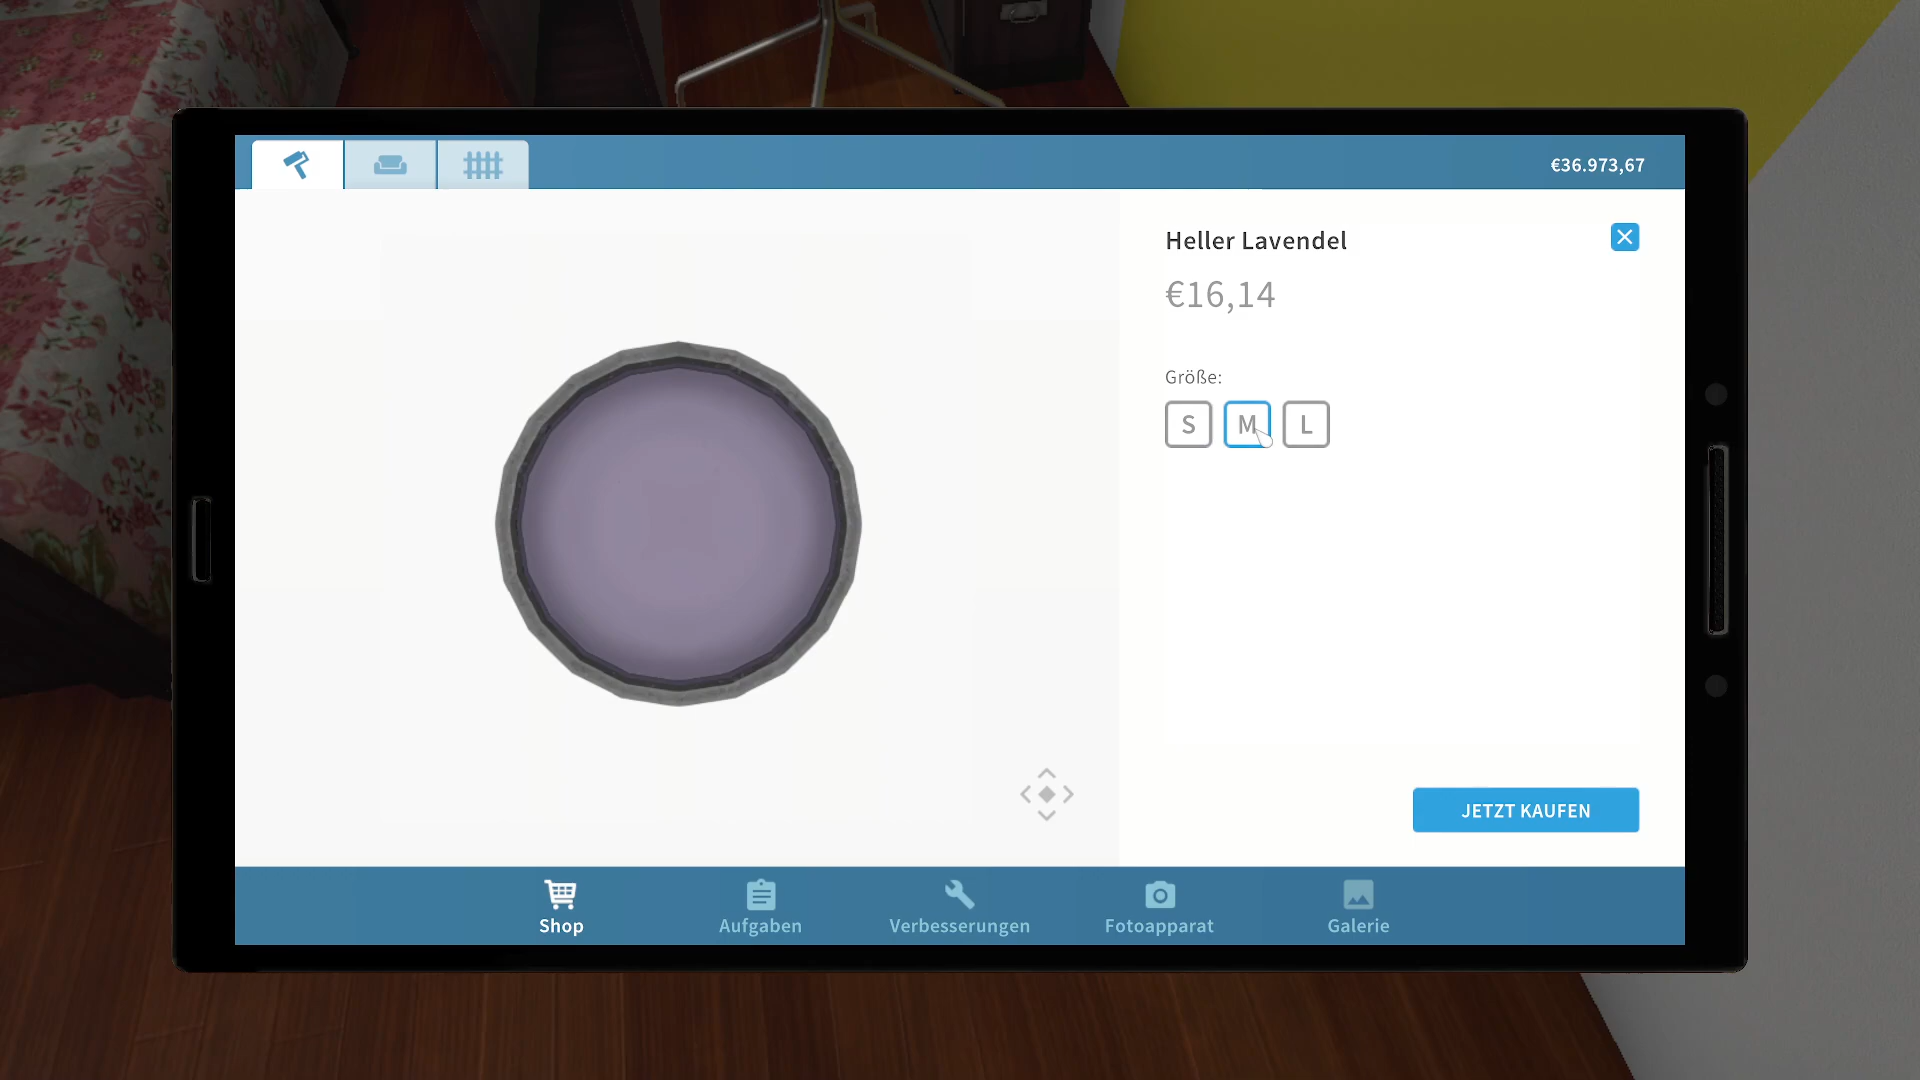 €36.973,67
Heller Lavendel
€16,14
Größe:
S M L
JETZT KAUFEN
Shop Aufgaben Verbesserungen Fotoapparat Galerie